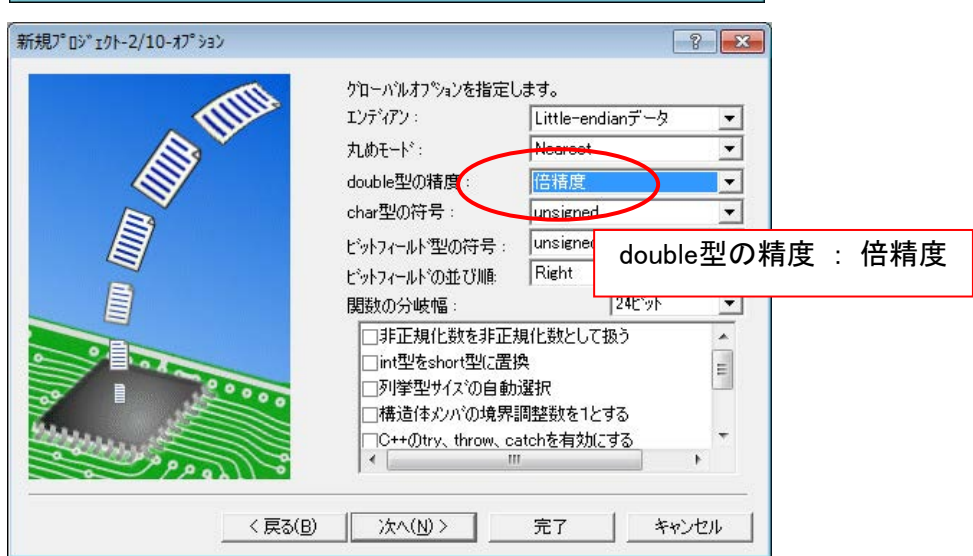 新規ﾌﾟﾛｼﾞｪｸﾄ-2/10-ｵﾌﾟｼｮﾝ
ｸﾞﾛｰﾊﾞﾙｵﾌﾟｼｮﾝを指定します。
ｴﾝﾃﾞｨｱﾝ :
Little-endianデータ
丸めﾓｰﾄﾞ :
Nearest
double型の精度 :
倍精度
char型の符号 :
unsigned
ﾋﾞｯﾄﾌｨｰﾙﾄﾞ型の符号 :
unsigned
double型の精度 : 倍精度
ﾋﾞｯﾄﾌｨｰﾙﾄﾞの並び順:
Right
関数の分岐幅 :
24ﾋﾞｯﾄ
非正規化数を非正規化数として扱う
int型をshort型に置換
列挙型ｻｲｽﾞの自動選択
構造体ﾒﾝﾊﾞの境界調整数を1とする
C++のtry、throw、catchを有効にする
< 戻る(B)
次へ(N) >
完了
キャンセル